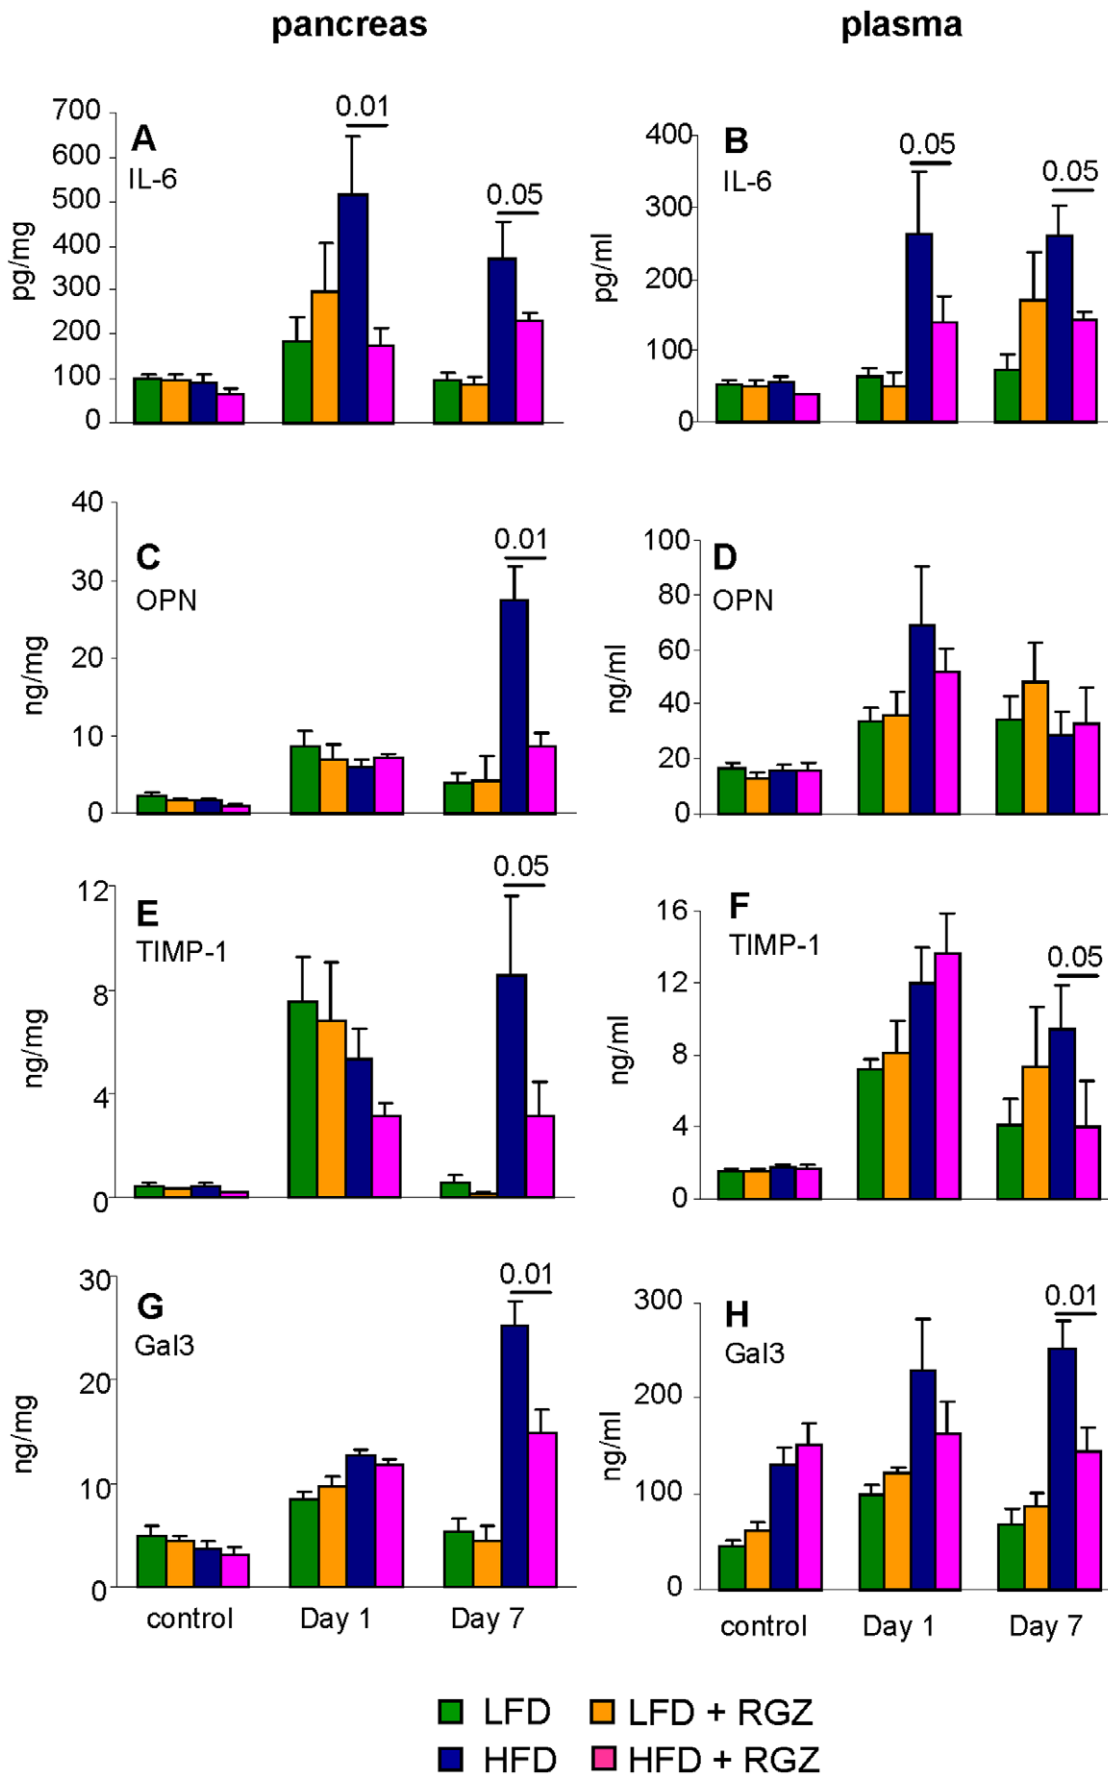 pancreas
plasma
A
IL-6
pg/mg
700
600
500
400
300
200
100
0
0.01
0.05
B
IL-6
pg/ml
400
300
200
100
0
0.05
0.05
C
OPN
ng/mg
40
30
20
10
0
0.01
D
OPN
ng/ml
100
80
60
40
20
0
E
TIMP-1
ng/mg
12
8
4
0
0.05
F
TIMP-1
ng/ml
16
12
8
4
0
0.05
G
Gal3
ng/mg
30
20
10
0
0.01
control Day 1 Day 7
H
Gal3
ng/ml
300
200
100
0
0.01
control Day 1 Day 7
LFD LFD + RGZ
HFD HFD + RGZ